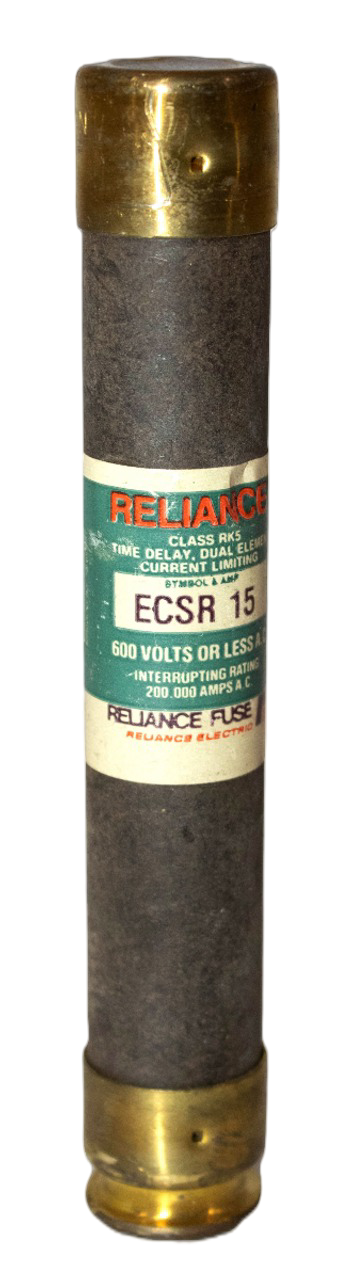 RELIANCE
CLASS RK5
TIME DELAY, DUAL ELEMEN
CURRENT LIMITING
SYMBOL & AMP
ECSR 15
600 VOLTS OR LESS A.C
INTERRUPTING RATING
200.000 AMPS A.C.
RELIANCE FUSE
RELIANCE ELECTRIC